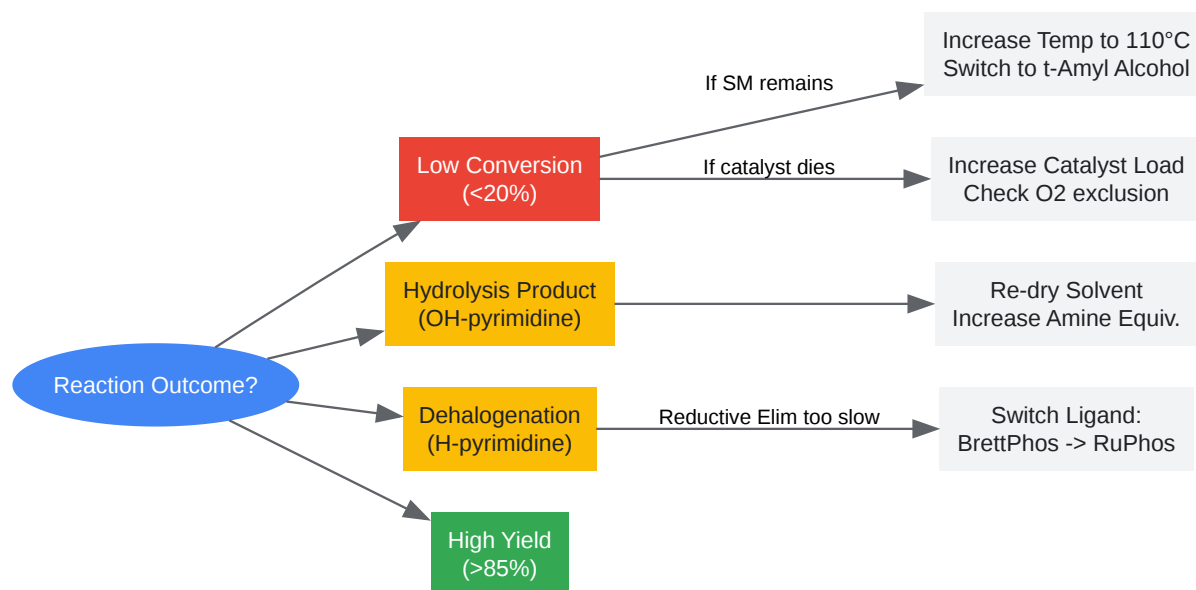 Increase Temp to 110°C
Switch to t-Amyl Alcohol
If SM remains
Low Conversion
(<20%)
If catalyst dies
Increase Catalyst Load
Check O2 exclusion
Hydrolysis Product
(OH-pyrimidine)
Re-dry Solvent
Increase Amine Equiv.
Reaction Outcome?
Dehalogenation
(H-pyrimidine)
Reductive Elim too slow
Switch Ligand:
BrettPhos -> RuPhos
High Yield
(>85%)